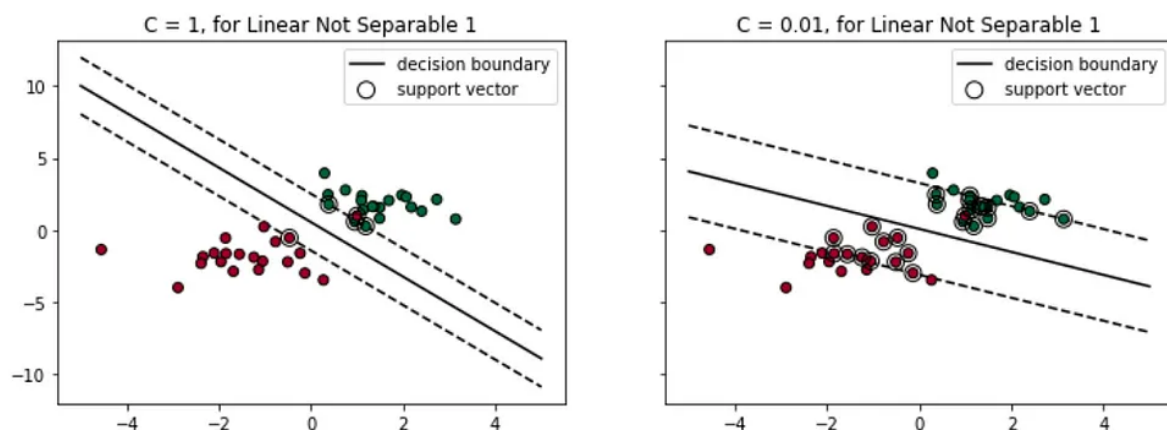 C = 1, for Linear Not Separable 1
decision boundary
support vector
10
5
0
−5
−10
−4
−2
0
2
4
C = 0.01, for Linear Not Separable 1
decision boundary
support vector
−4
−2
0
2
4